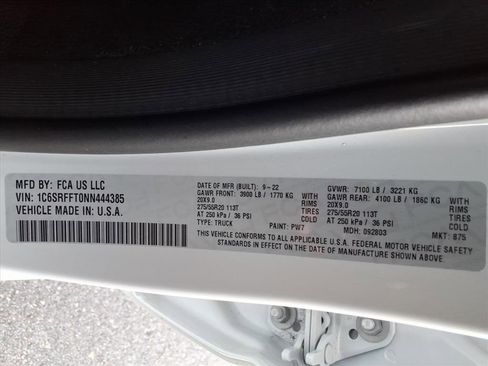 MFD BY: FCA US LLC
VIN: 1C6SRFFT0NN444385
VEHICLE MADE IN: U.S.A.
DATE OF MFR (BUILT): 9-22 GVWR: 7100 LB / 3221 KG
GAWR FRONT: 3900 LB / 1770 KG WITH GAWR REAR: 4100 LB / 1860 KG WITH
20X9.0 RIMS 20X9.0 RIMS
275/55R20 113T TIRES 275/55R20 113T TIRES
AT 250 kPa / 36 PSI COLD AT 250 kPa / 36 PSI COLD
TYPE: TRUCK PAINT: PW7 MDH: 092803 MKT: 875
THIS VEHICLE CONFORMS TO ALL APPLICABLE U.S.A. FEDERAL MOTOR VEHICLE SAFETY
STANDARDS IN EFFECT ON THE DATE OF MANUFACTURE SHOWN ABOVE